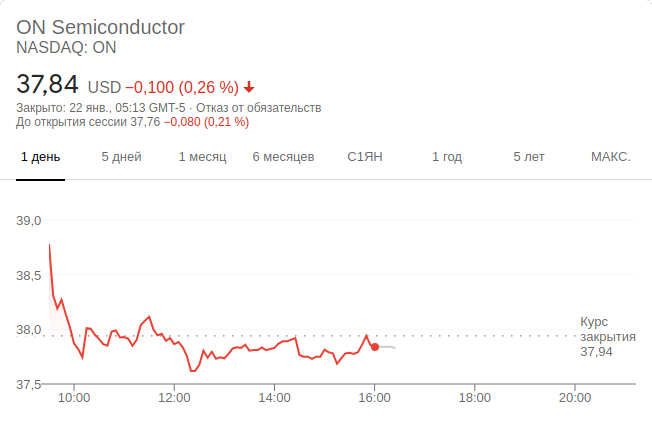 ON Semiconductor
NASDAQ: ON
37,84 USD −0,100 (0,26 %)
Закрыто: 22 янв., 05:13 GMT-5 · Отказ от обязательств
До открытия сессии 37,76 −0,080 (0,21 %)
1 день 5 дней 1 месяц 6 месяцев С1ЯН 1 год 5 лет МАКС.
39,0
38,5
38,0
37,5
Курс
закрытия
37,94
10:00 12:00 14:00 16:00 18:00 20:00